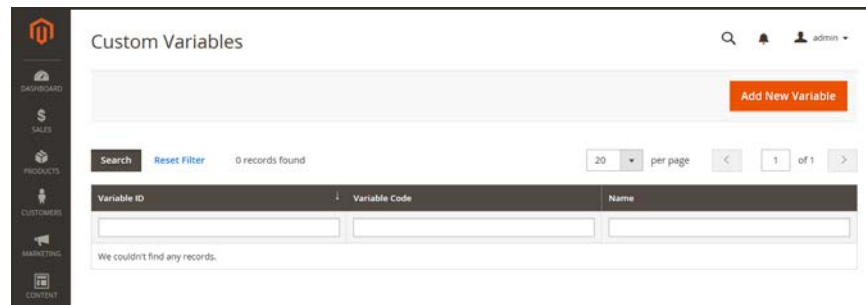 Custom Variables
admin
Add New Variable
DASHBOARD
SALES
PRODUCTS
CUSTOMERS
MARKETING
CONTENT
Search Reset Filter 0 records found 20 per page 1 of 1
Variable ID Variable Code Name
We couldn't find any records.